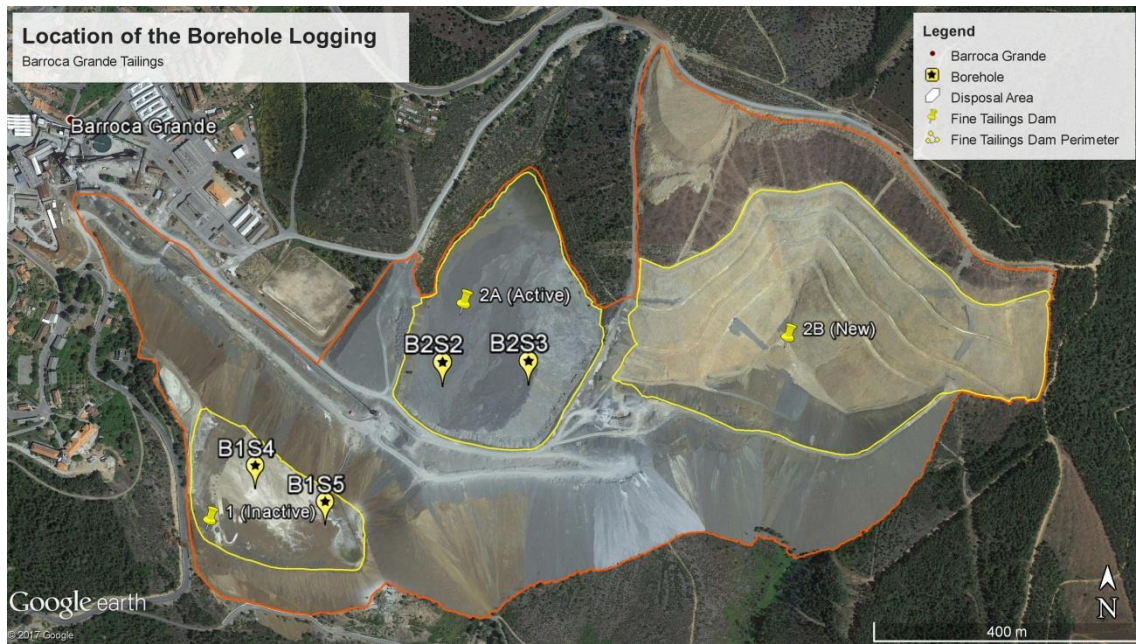 Location of the Borehole Logging
Barroca Grande Tailings
Legend
Barroca Grande
Borehole
Disposal Area
Fine Tailings Dam
Fine Tailings Dam Perimeter
Barroca Grande
2A (Active)
B2S2
B2S3
2B (New)
B1S4
B1S5
1 (Inactive)
Google earth
© 2017 Google
N
400 m